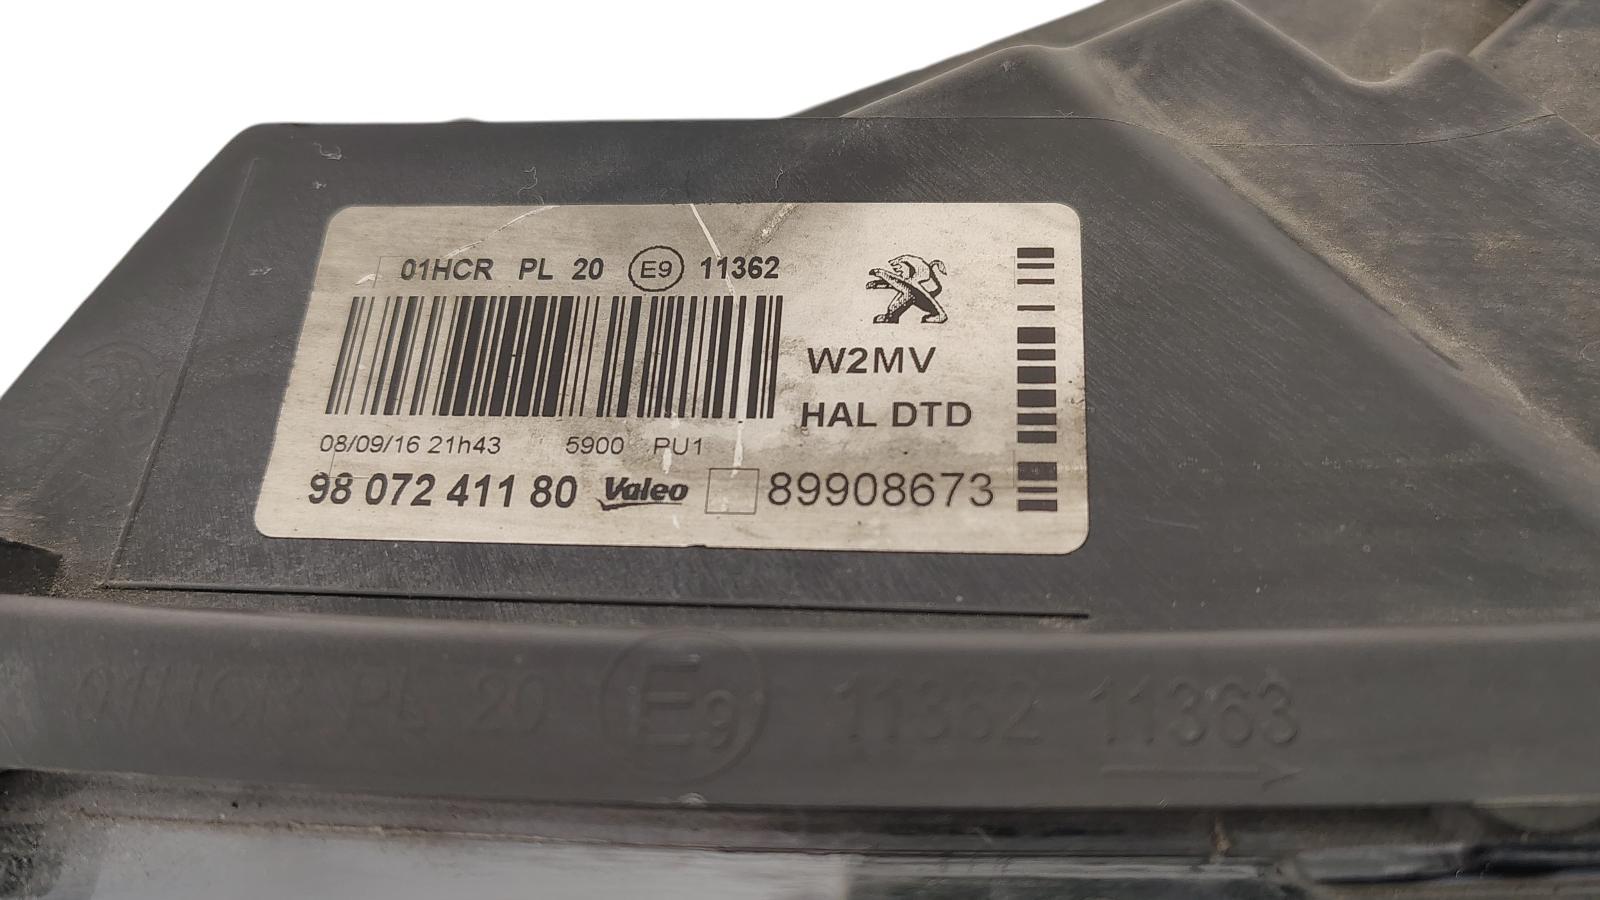 01HCR PL 20 E9 11362
W2MV
HAL DTD
08/09/16 21h43 5900 PU1
98 072 411 80 Valeo 89908673
01HCR PL 20 E9 11362 11363